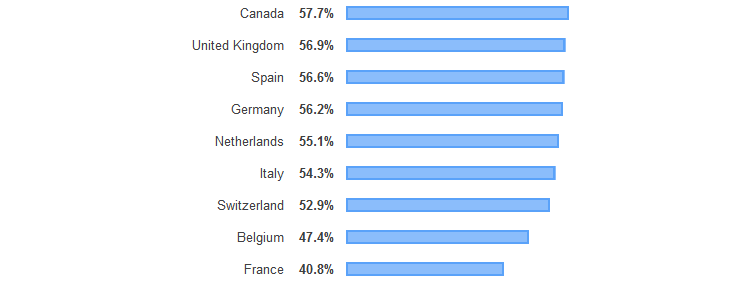 Canada 57.7%
United Kingdom 56.9%
Spain 56.6%
Germany 56.2%
Netherlands 55.1%
Italy 54.3%
Switzerland 52.9%
Belgium 47.4%
France 40.8%